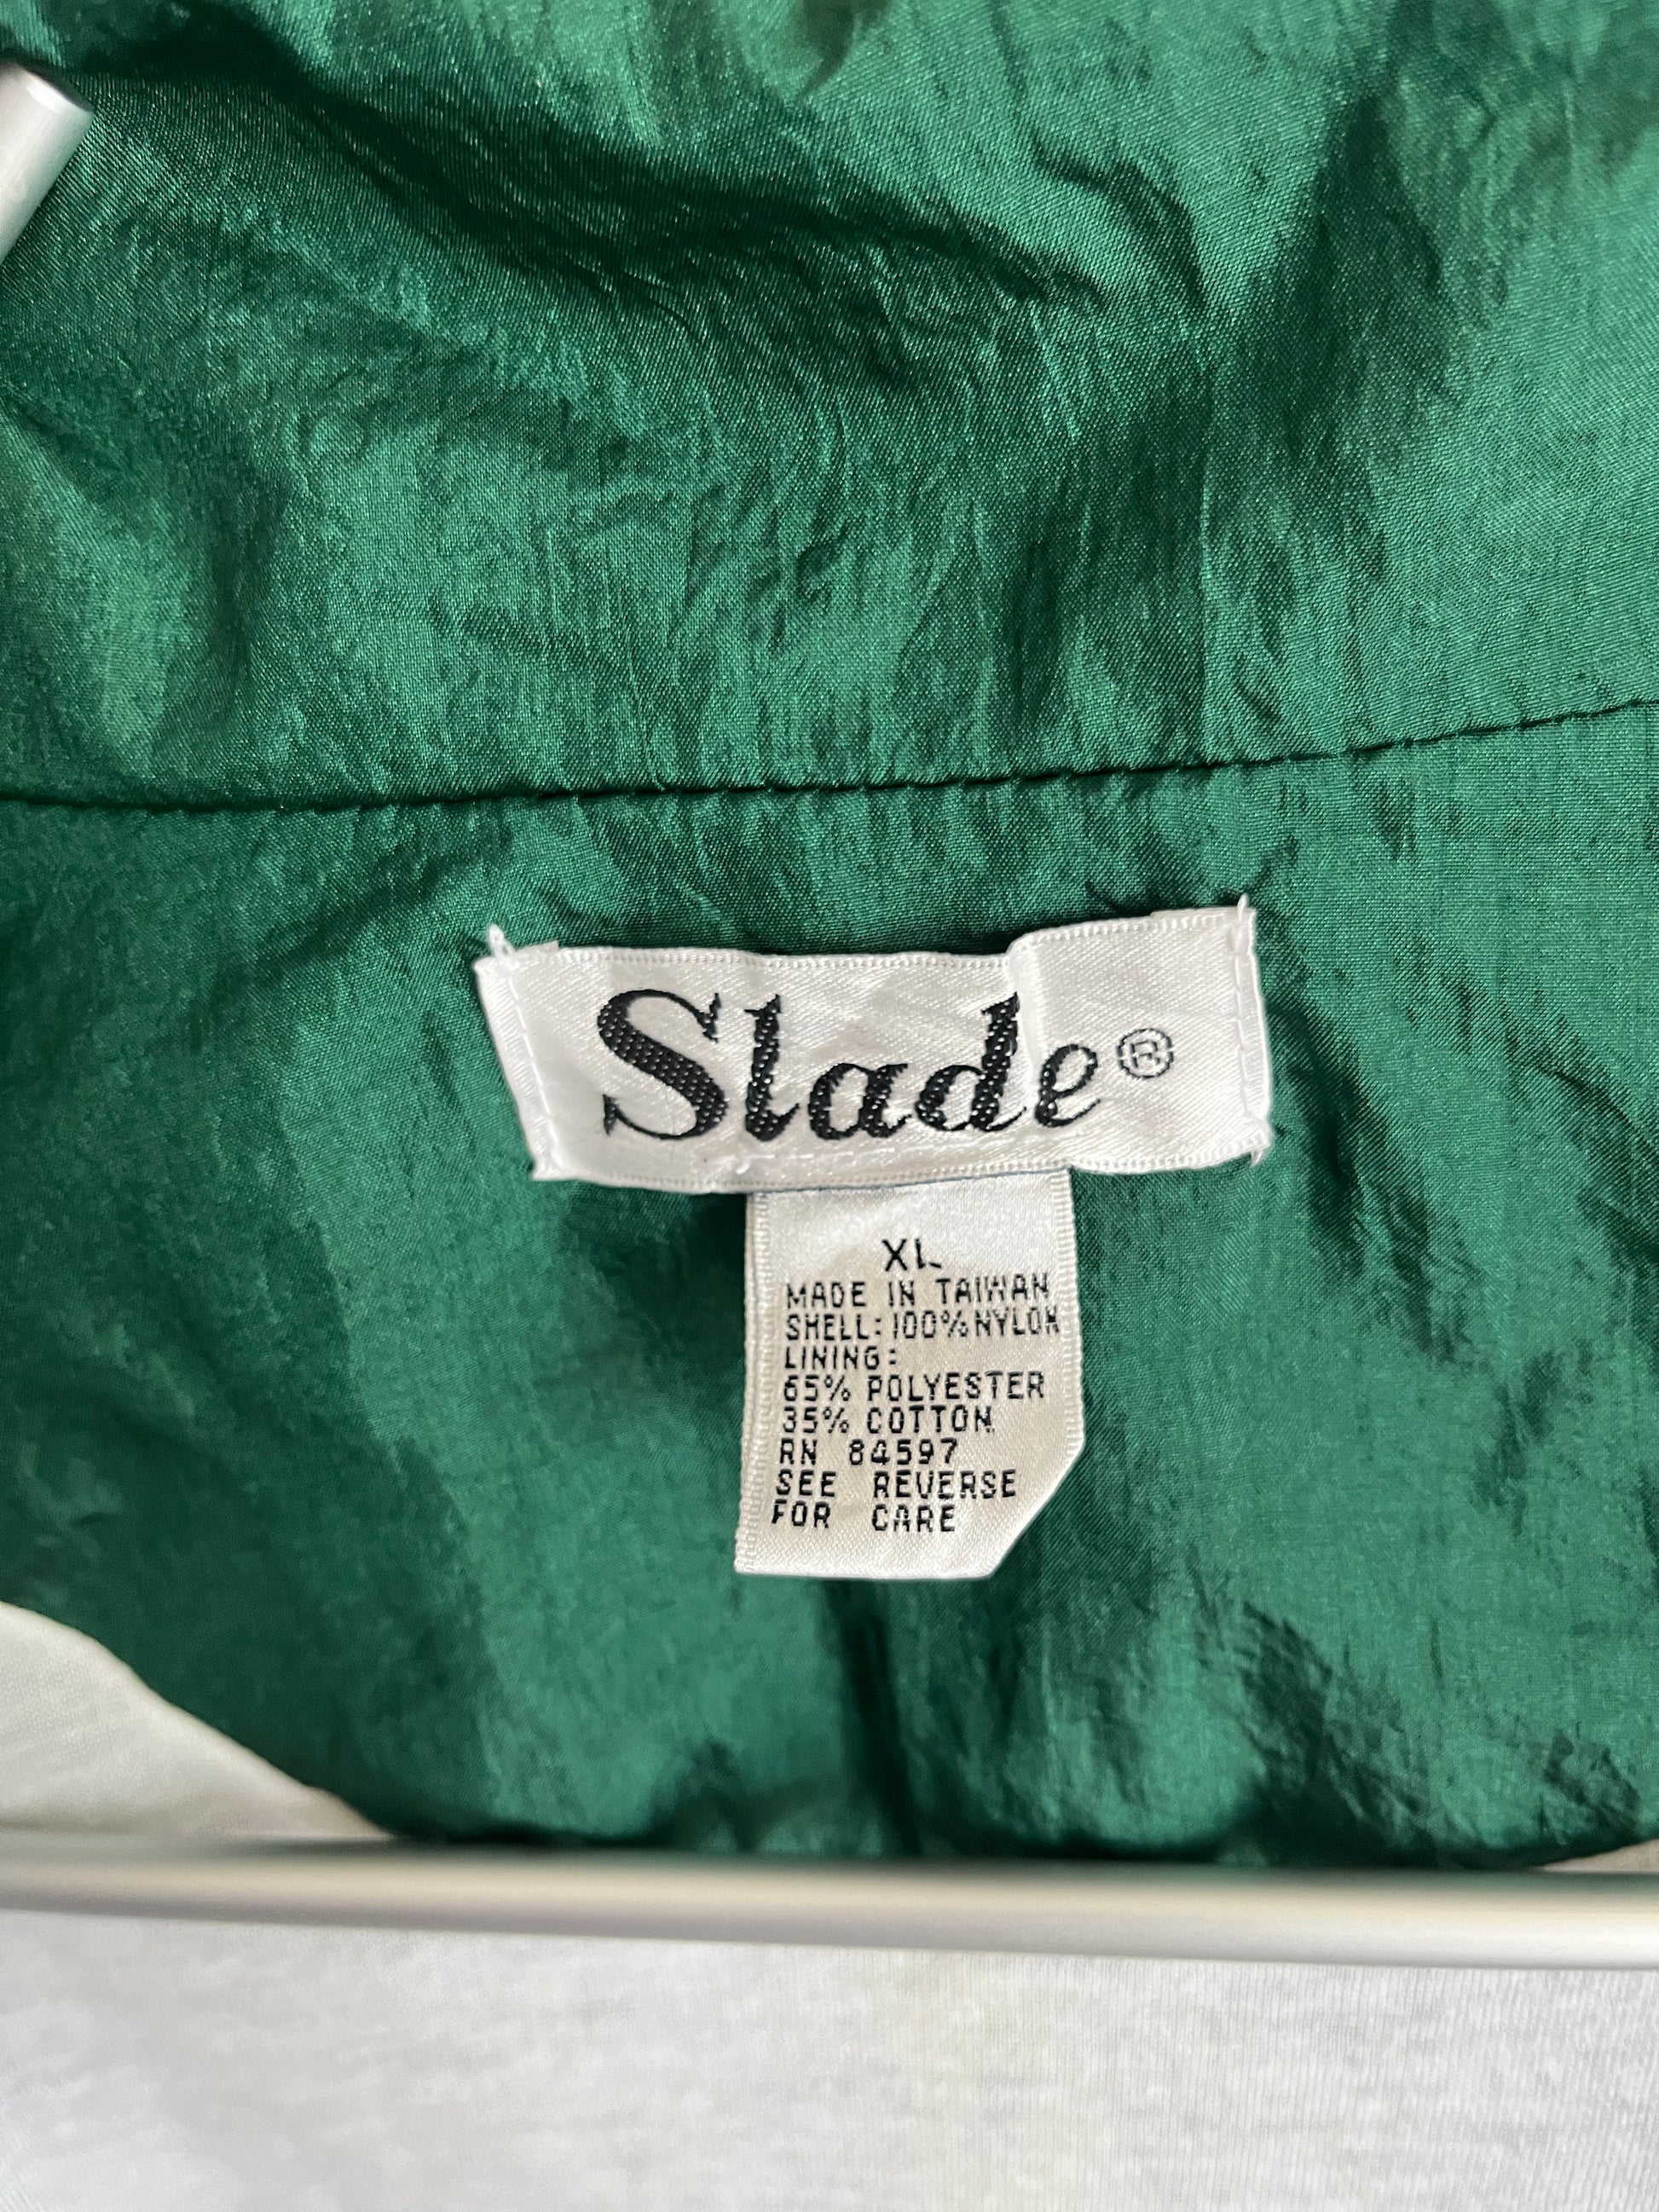 Slade®
XL
MADE IN TAIWAN
SHELL: 100% NYLON
LINING:
65% POLYESTER
35% COTTON
RN 84597
SEE REVERSE
FOR CARE